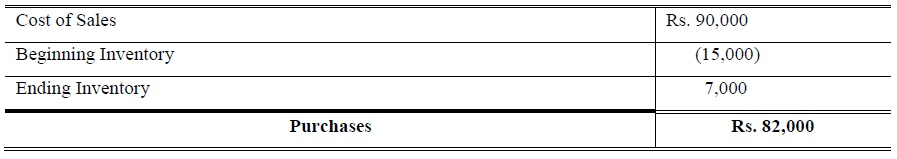 Cost of Sales Rs. 90,000
Beginning Inventory (15,000)
Ending Inventory 7,000
Purchases Rs. 82,000